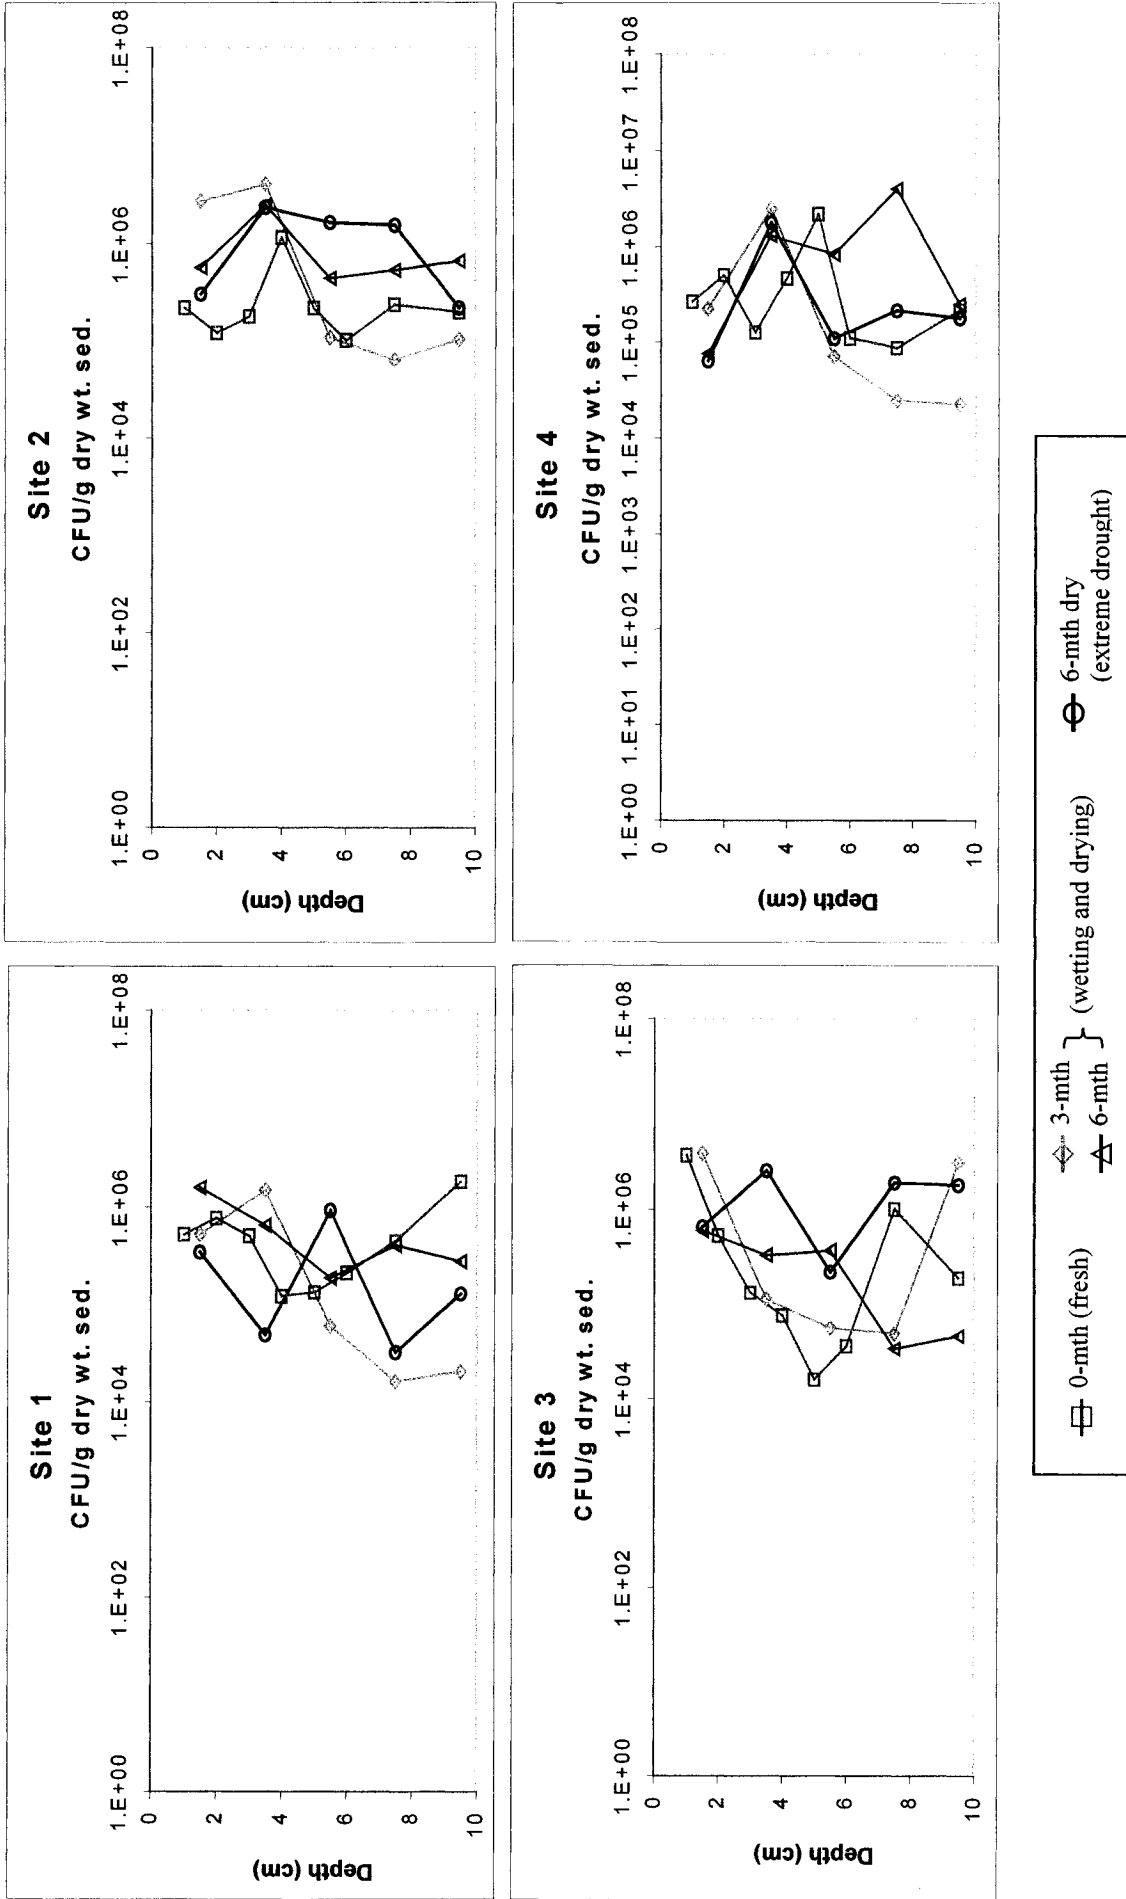 Site 1
CFU/g dry wt. sed.
1.E+00 1.E+02 1.E+04 1.E+06 1.E+08
0
2
4
6
8
10
Depth (cm)
Site 2
CFU/g dry wt. sed.
1.E+00 1.E+02 1.E+04 1.E+06 1.E+08
0
2
4
6
8
10
Depth (cm)
Site 3
CFU/g dry wt. sed.
1.E+00 1.E+02 1.E+04 1.E+06 1.E+08
0
2
4
6
8
10
Depth (cm)
Site 4
CFU/g dry wt. sed.
1.E+00 1.E+01 1.E+02 1.E+03 1.E+04 1.E+05 1.E+06 1.E+07 1.E+08
0
2
4
6
8
10
Depth (cm)
0-mth (fresh)
3-mth
6-mth
(wetting and drying)
6-mth dry
(extreme drought)